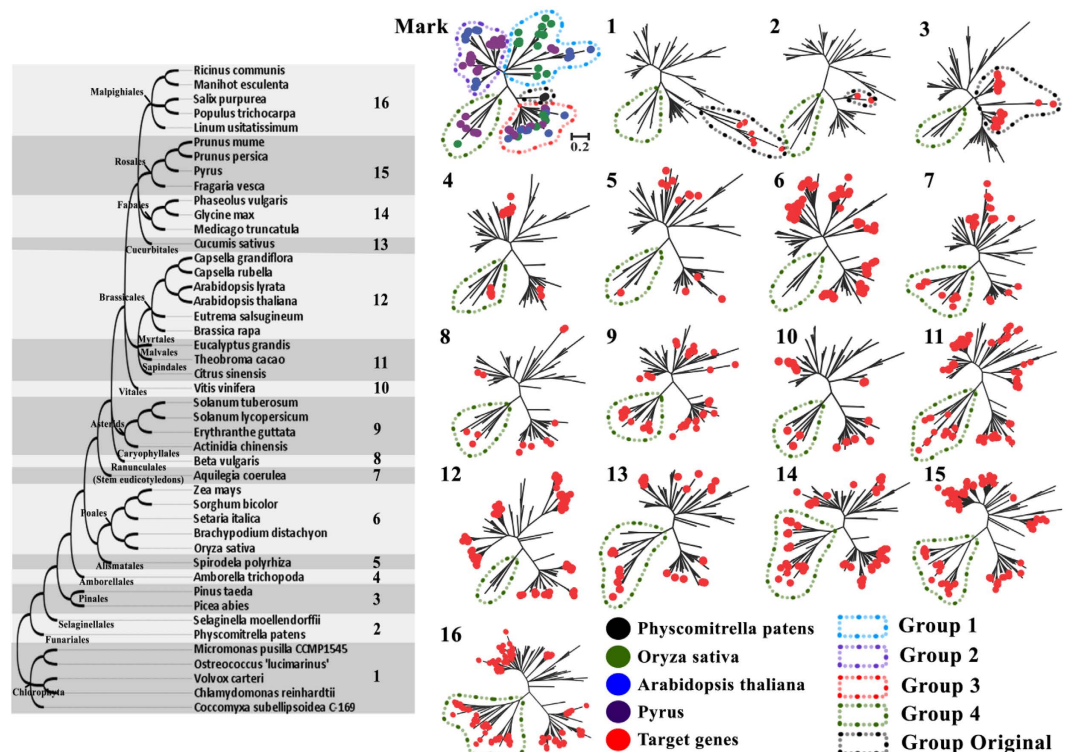 Mark
1
2
3
0.2
Malpighiales
Ricinus communis
Manihot esculenta
Salix purpurea
Populus trichocarpa
Linum usitatissimum
16
Rosales
Prunus mume
Prunus persica
Pyrus
Fragaria vesca
15
Fabales
Phaseolus vulgaris
Glycine max
Medicago truncatula
14
Cucurbitales
Cucumis sativus
13
Brassicales
Capsella grandiflora
Capsella rubella
Arabidopsis lyrata
Arabidopsis thaliana
Eutrema salsugineum
Brassica rapa
12
Myrtales
Malvales
Sapindales
Eucalyptus grandis
Theobroma cacao
Citrus sinensis
11
Vitales
Vitis vinifera
10
Asterids
Solanum tuberosum
Solanum lycopersicum
Erythranthe guttata
Actinidia chinensis
9
Caryophyllales
Beta vulgaris
8
Ranunculales
(Stem eudicotyledons)
Aquilegia coerulea
7
Poales
Zea mays
Sorghum bicolor
Setaria italica
Brachypodium distachyon
Oryza sativa
6
Alismatales
Spirodela polyrhiza
5
Amborellales
Amborella trichopoda
4
Pinales
Pinus taeda
Picea abies
3
Selaginellales
Selaginella moellendorffii
Funariales
Physcomitrella patens
2
Chlorophyta
Micromonas pusilla CCMP1545
Ostreococcus 'lucimarinus'
Volvox carteri
Chlamydomonas reinhardtii
Coccomyxa subellipsoidea C-169
1
4
5
6
7
8
9
10
11
12
13
14
15
16
Physcomitrella patens
Oryza sativa
Arabidopsis thaliana
Pyrus
Target genes
Group 1
Group 2
Group 3
Group 4
Group Original